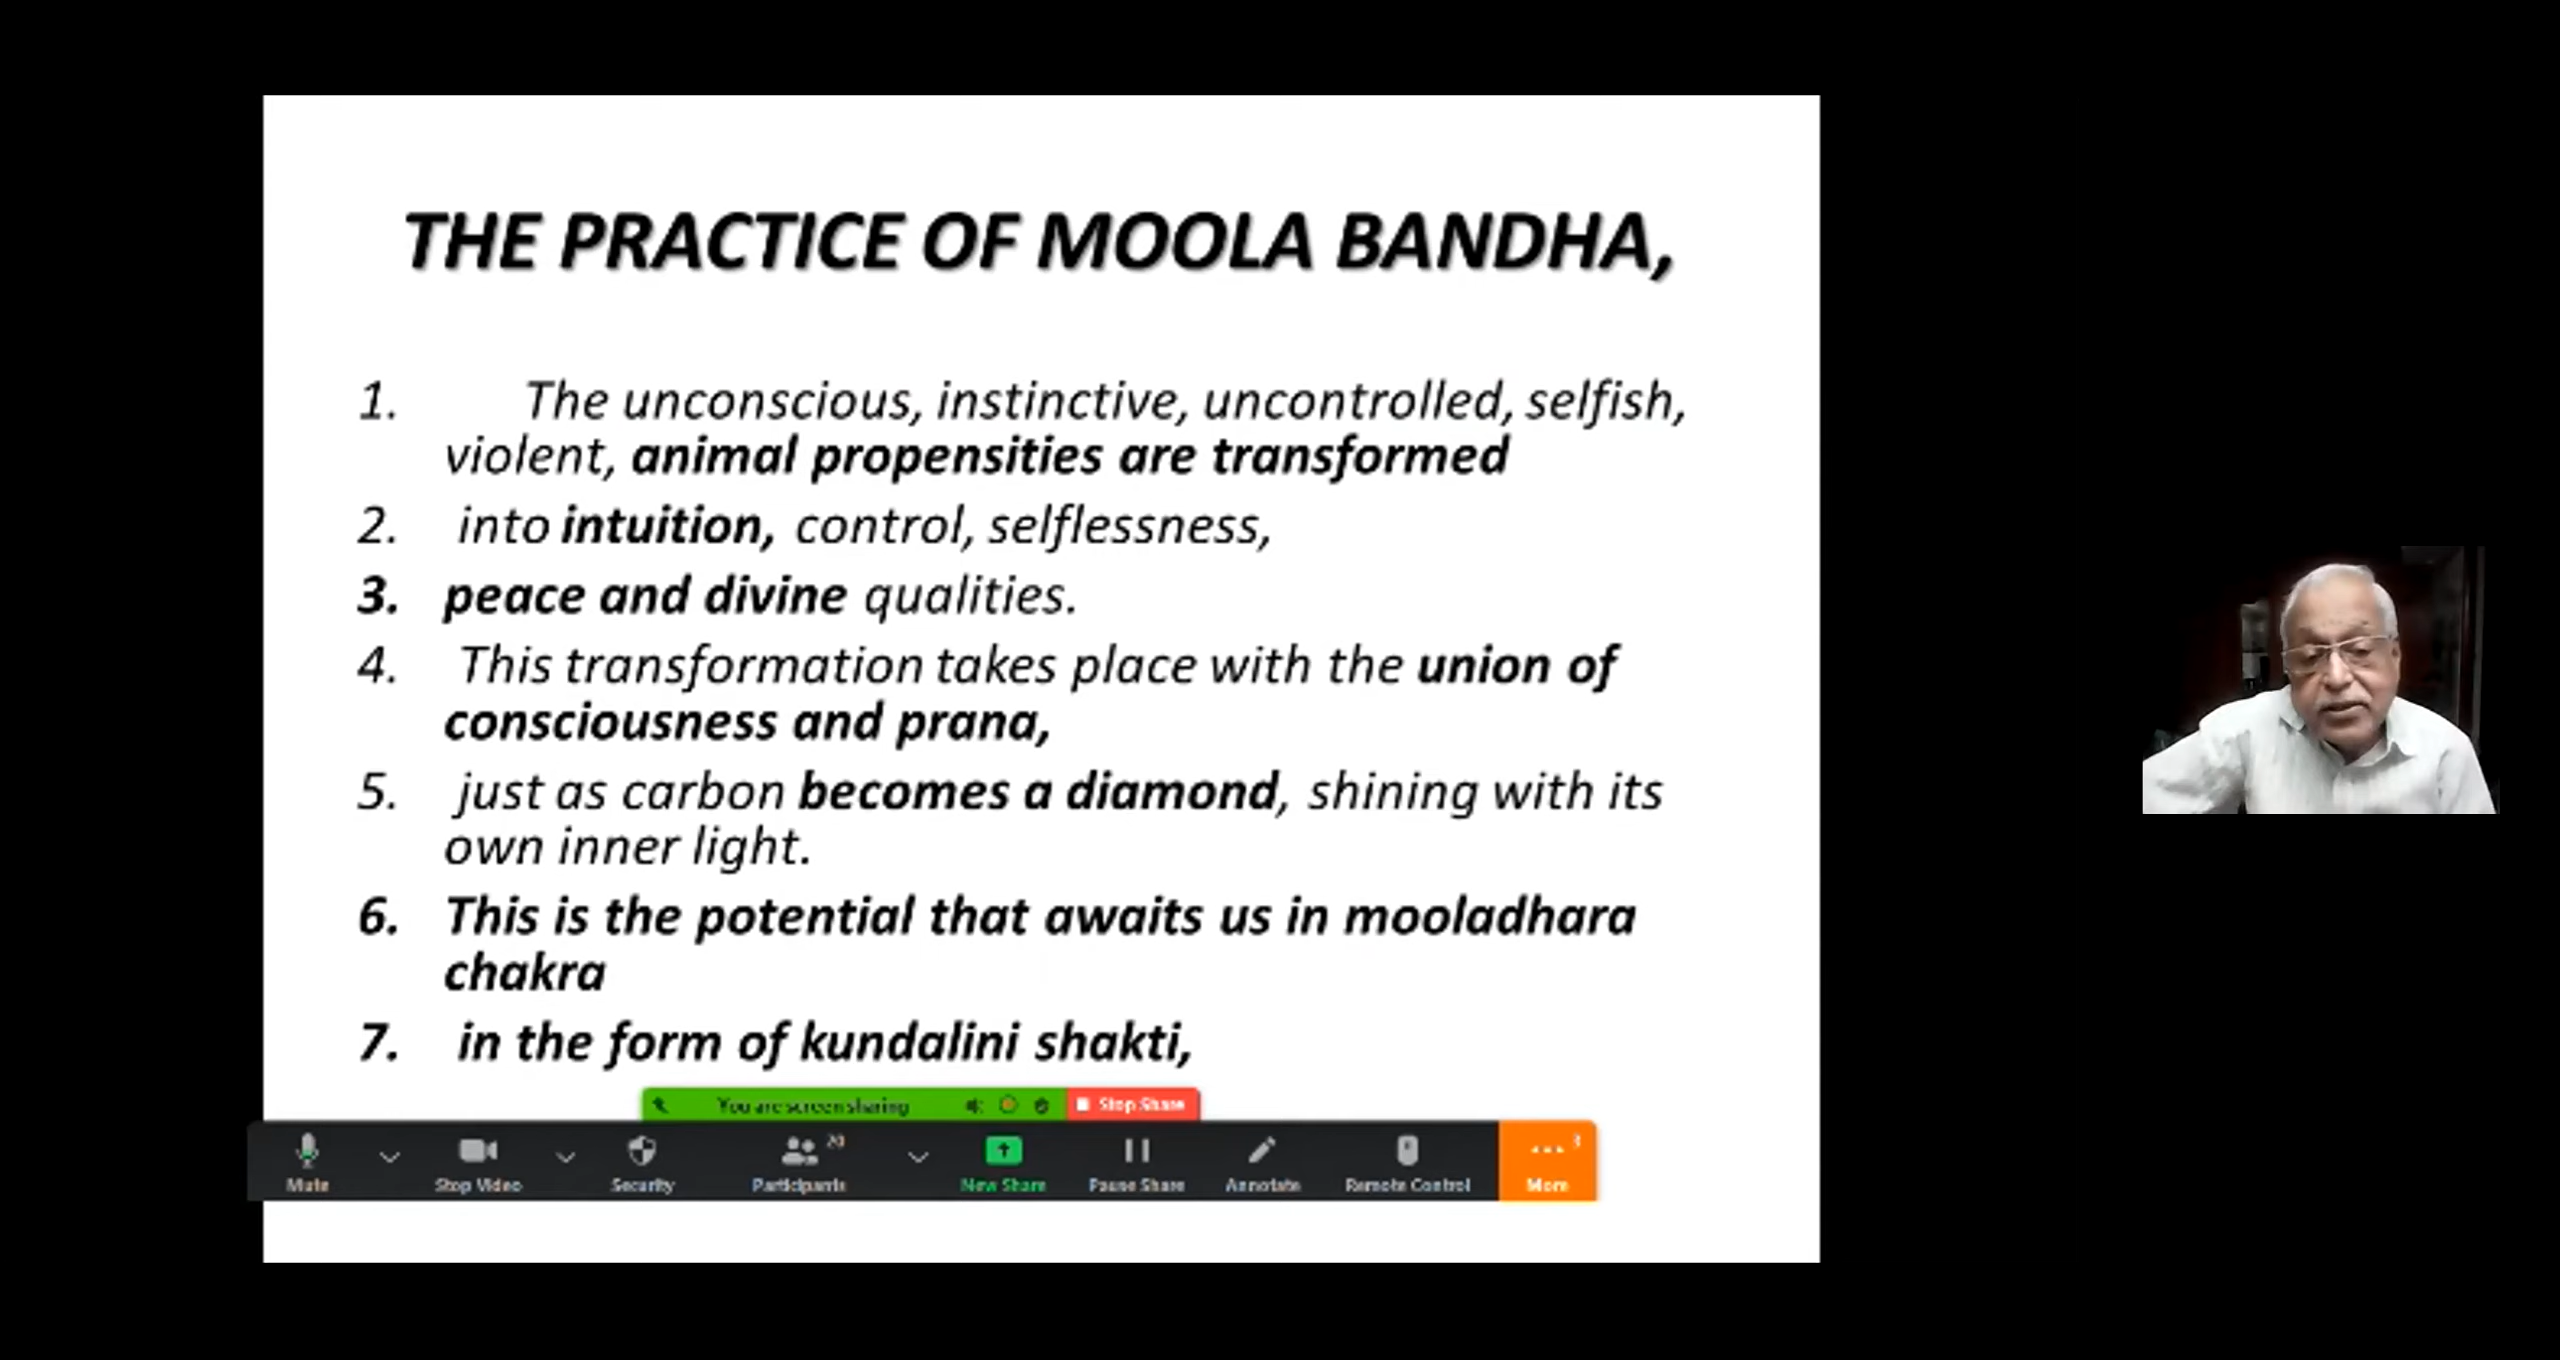 THE PRACTICE OF MOOLA BANDHA,
1. The unconscious, instinctive, uncontrolled, selfish,
violent, animal propensities are transformed
2. into intuition, control, selflessness,
3. peace and divine qualities.
4. This transformation takes place with the union of
consciousness and prana,
5. just as carbon becomes a diamond, shining with its
own inner light.
6. This is the potential that awaits us in mooladhara
chakra
7. in the form of kundalini shakti,
You are screen sharing Stop Share
20 3
Mute Stop Video Security Participants New Share Pause Share Annotate Remote Control More